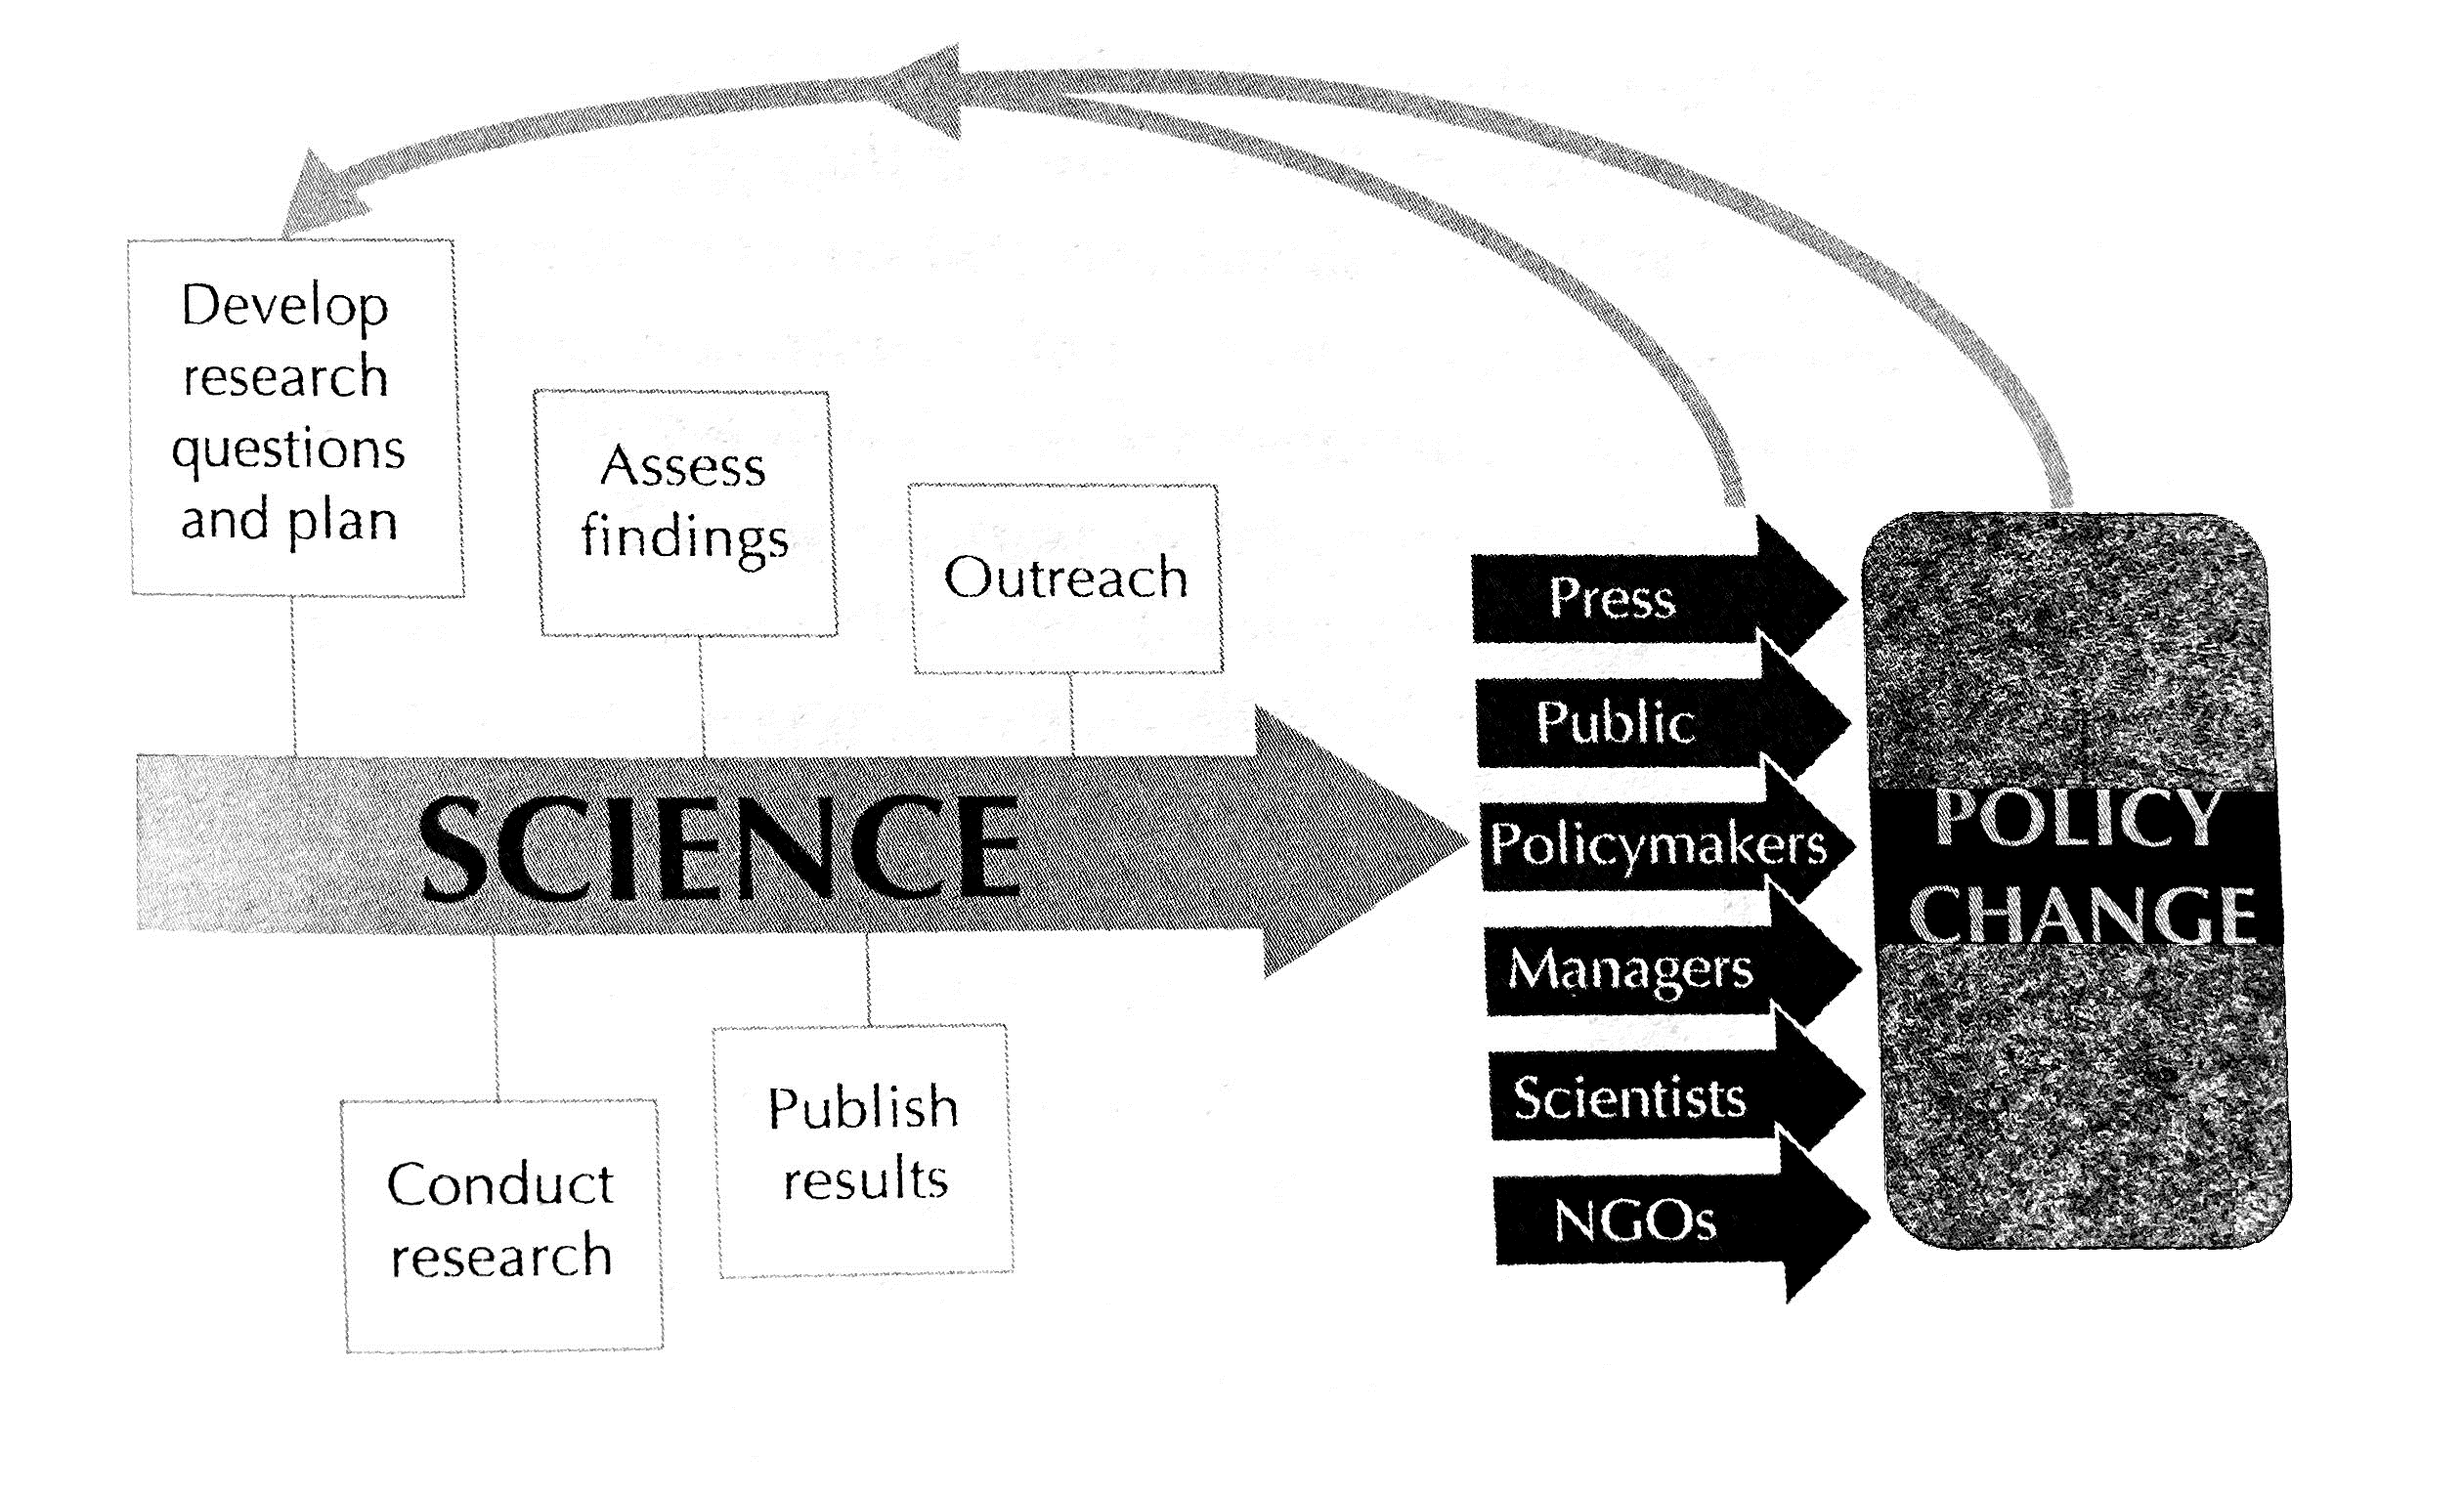 Develop
research
questions
and plan
Assess
findings
Outreach
SCIENCE
Conduct
research
Publish
results
Press
Public
Policymakers
Managers
Scientists
NGOs
POLICY
CHANGE